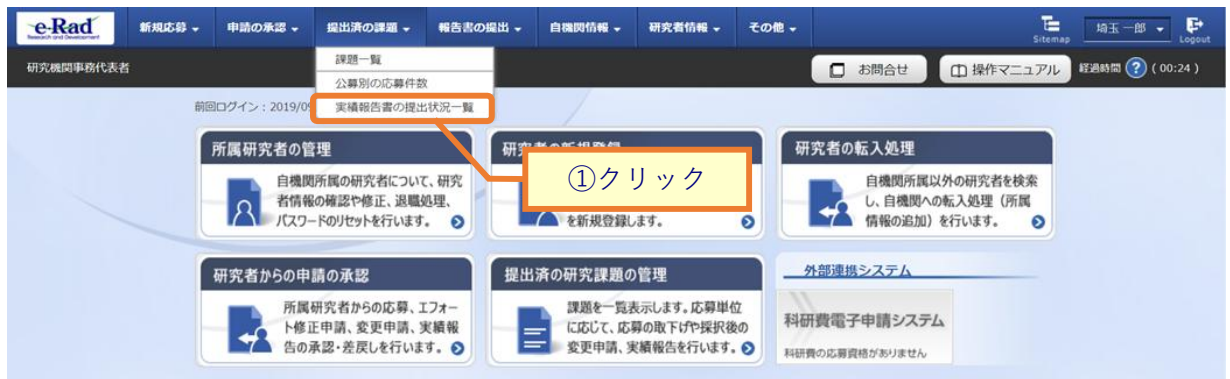 e-Rad
Research and Development
新規応募
申請の承認
提出済の課題
報告書の提出
自機関情報
研究者情報
その他
Sitemap
埼玉 一郎
Logout
研究機関事務代表者
課題一覧
お問合せ
操作マニュアル
経過時間 ? ( 00:24 )
公募別の応募件数
前回ログイン：2019/09
実績報告書の提出状況一覧
①クリック
所属研究者の管理
自機関所属の研究者について、研究
者情報の確認や修正、退職処理、
パスワードのリセットを行います。
を新規登録します。
研究者の転入処理
自機関所属以外の研究者を検索
し、自機関への転入処理（所属
情報の追加）を行います。
研究者からの申請の承認
所属研究者からの応募、エフォー
ト修正申請、変更申請、実績報
告の承認・差戻しを行います。
提出済の研究課題の管理
課題を一覧表示します。応募単位
に応じて、応募の取下げや採択後の
変更申請、実績報告を行います。
外部連携システム
科研費電子申請システム
科研費の応募資格がありません